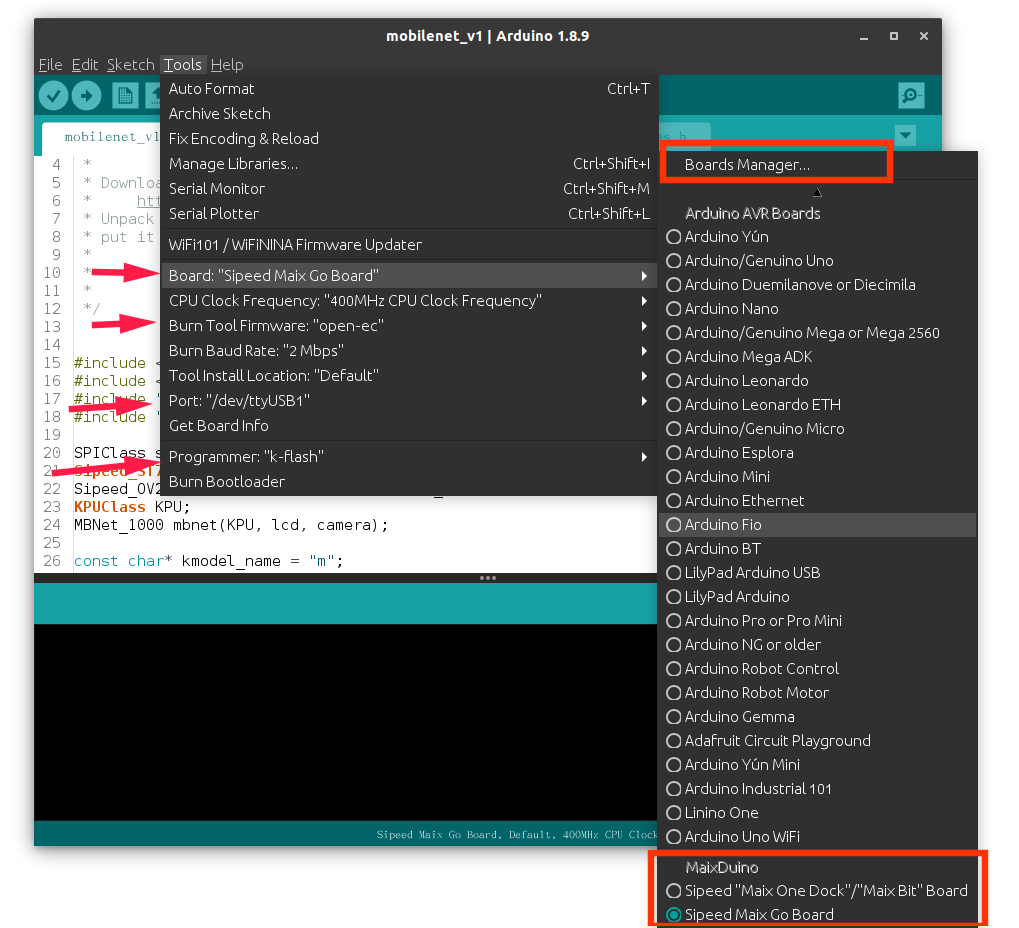 mobilenet_v1 | Arduino 1.8.9
File Edit Sketch Tools Help
mobilenet_v1
Auto Format Ctrl+T
Archive Sketch
Fix Encoding & Reload
Manage Libraries... Ctrl+Shift+I
Serial Monitor Ctrl+Shift+M
Serial Plotter Ctrl+Shift+L
WiFi101 / WiFiNINA Firmware Updater
Board: "Sipeed Maix Go Board"
CPU Clock Frequency: "400MHz CPU Clock Frequency"
Burn Tool Firmware: "open-ec"
Burn Baud Rate: "2 Mbps"
Tool Install Location: "Default"
Port: "/dev/ttyUSB1"
Get Board Info
Programmer: "k-flash"
Burn Bootloader
4 *
5 * Downloa
6 * htt
7 * Unpack
8 * put it
9 *
10 *
11 *
12 */
13
14
15 #include <
16 #include <
17 #include "
18 #include "
19
20 SPIClass s
21 Sipeed_ST7
22 Sipeed_OV2
23 KPUClass KPU;
24 MBNet_1000 mbnet(KPU, lcd, camera);
25
26 const char* kmodel_name = "m";
Sipeed Maix Go Board, Default, 400MHz CPU Clock
Boards Manager...
Arduino AVR Boards
Arduino Yún
Arduino/Genuino Uno
Arduino Duemilanove or Diecimila
Arduino Nano
Arduino/Genuino Mega or Mega 2560
Arduino Mega ADK
Arduino Leonardo
Arduino Leonardo ETH
Arduino/Genuino Micro
Arduino Esplora
Arduino Mini
Arduino Ethernet
Arduino Fio
Arduino BT
LilyPad Arduino USB
LilyPad Arduino
Arduino Pro or Pro Mini
Arduino NG or older
Arduino Robot Control
Arduino Robot Motor
Arduino Gemma
Adafruit Circuit Playground
Arduino Yún Mini
Arduino Industrial 101
Linino One
Arduino Uno WiFi
MaixDuino
Sipeed "Maix One Dock"/"Maix Bit" Board
Sipeed Maix Go Board